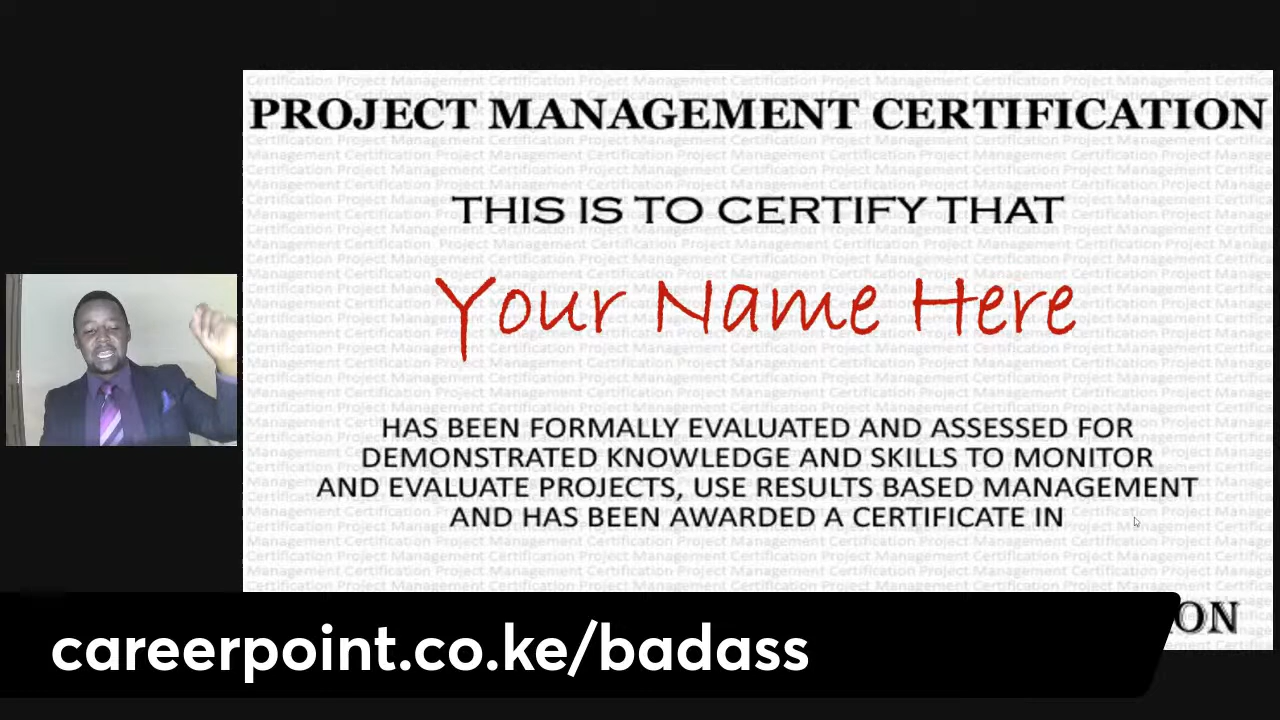 PROJECT MANAGEMENT CERTIFICATION
THIS IS TO CERTIFY THAT
Your Name Here
HAS BEEN FORMALLY EVALUATED AND ASSESSED FOR
DEMONSTRATED KNOWLEDGE AND SKILLS TO MONITOR
AND EVALUATE PROJECTS, USE RESULTS BASED MANAGEMENT
AND HAS BEEN AWARDED A CERTIFICATE IN
ON
careerpoint.co.ke/badass